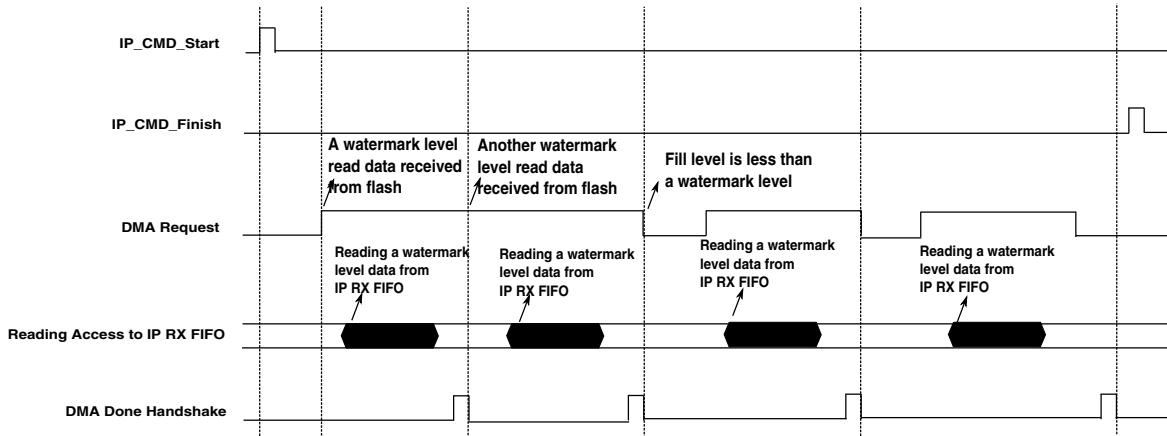 IP_CMD_Start
IP_CMD_Finish
A watermark level
read data received
from flash
Another watermark
level read data
received from flash
Fill level is less than
a watermark level
DMA Request
Reading a watermark
level data from
IP RX FIFO
Reading a watermark
level data from
IP RX FIFO
Reading a watermark
level data from
IP RX FIFO
Reading a watermark
level data from
IP RX FIFO
Reading Access to IP RX FIFO
DMA Done Handshake